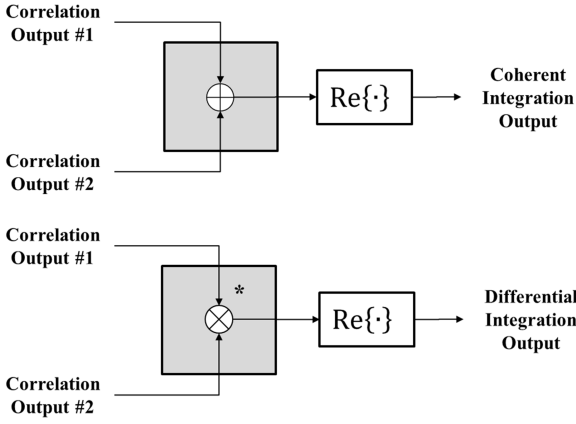 Correlation
Output #1
Re{·}
Coherent
Integration
Output
Correlation
Output #2
Correlation
Output #1
*
Re{·}
Differential
Integration
Output
Correlation
Output #2